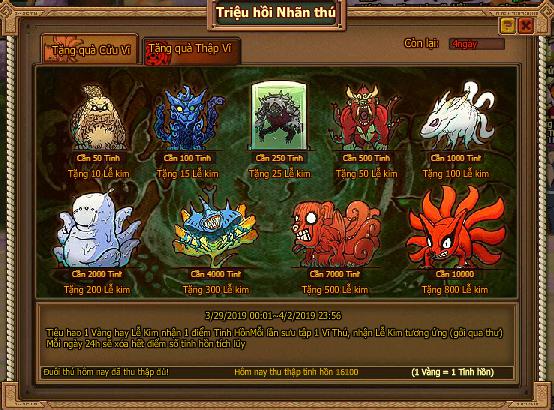 Triệu hồi Nhãn thú
Tặng quà Cửu Vĩ
Tặng quà Thập Vĩ
Còn lại: 4ngày
Cần 50 Tinh
Cần 100 Tinh
Cần 250 Tinh
Cần 500 Tinh
Cần 1000 Tinh
Tặng 10 Lễ kim
Tặng 15 Lễ kim
Tặng 25 Lễ kim
Tặng 50 Lễ kim
Tặng 100 Lễ kim
Cần 2000 Tinh
Cần 4000 Tinh
Cần 7000 Tinh
Cần 10000
Tặng 200 Lễ kim
Tặng 300 Lễ kim
Tặng 500 Lễ kim
Tặng 800 Lễ kim
3/29/2019 00:01~4/2/2019 23:56
Tiêu hao 1 Vàng hay Lễ Kim nhận 1 điểm Tinh HồnMỗi lần sưu tập 1 Vĩ Thú, nhận Lễ Kim tương ứng (gôi qua thư)
Mỗi ngày 24h sẽ xóa hết điểm số tinh hồn tích lũy
Đuôi thú hôm nay đã thu thập đủ!
Hôm nay thu thập tinh hồn 16100
(1 Vàng = 1 Tinh hồn)